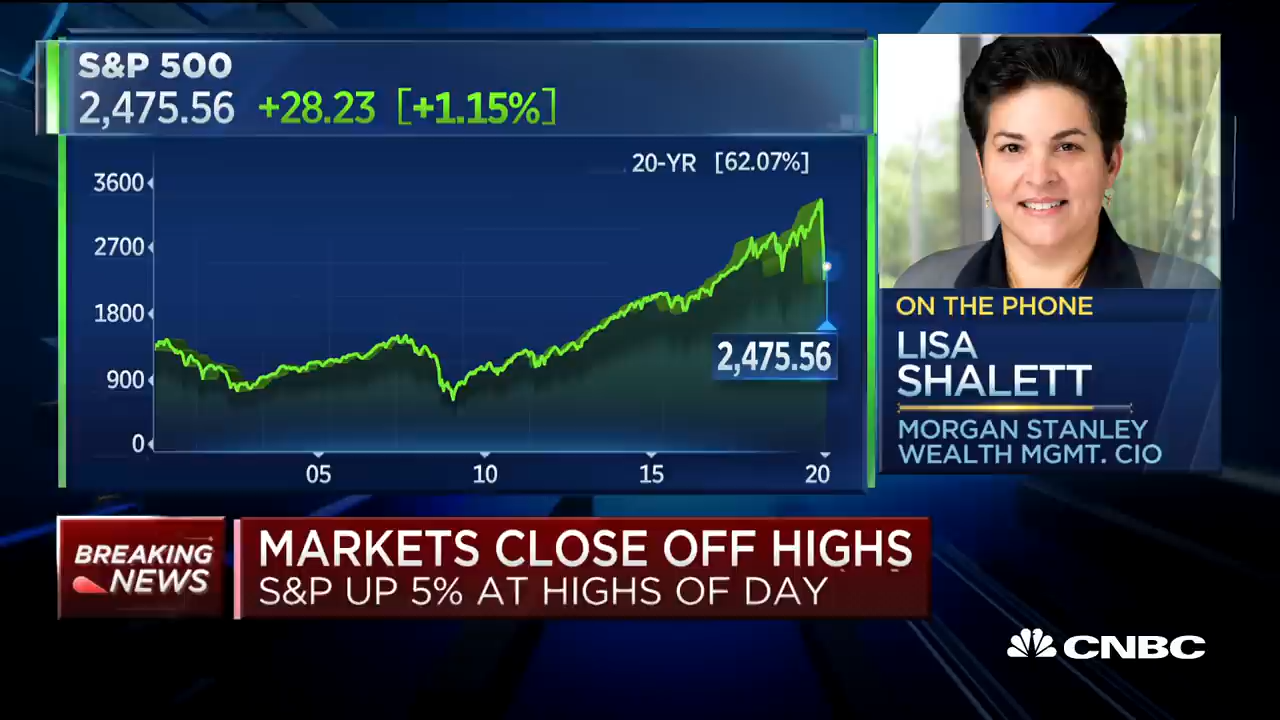 S&P 500
2,475.56 +28.23 [+1.15%]
20-YR [62.07%]
3600
2700
1800
900
0
2,475.56
05 10 15 20
ON THE PHONE
LISA
SHALETT
MORGAN STANLEY
WEALTH MGMT. CIO
BREAKING
NEWS
MARKETS CLOSE OFF HIGHS
S&P UP 5% AT HIGHS OF DAY
CNBC